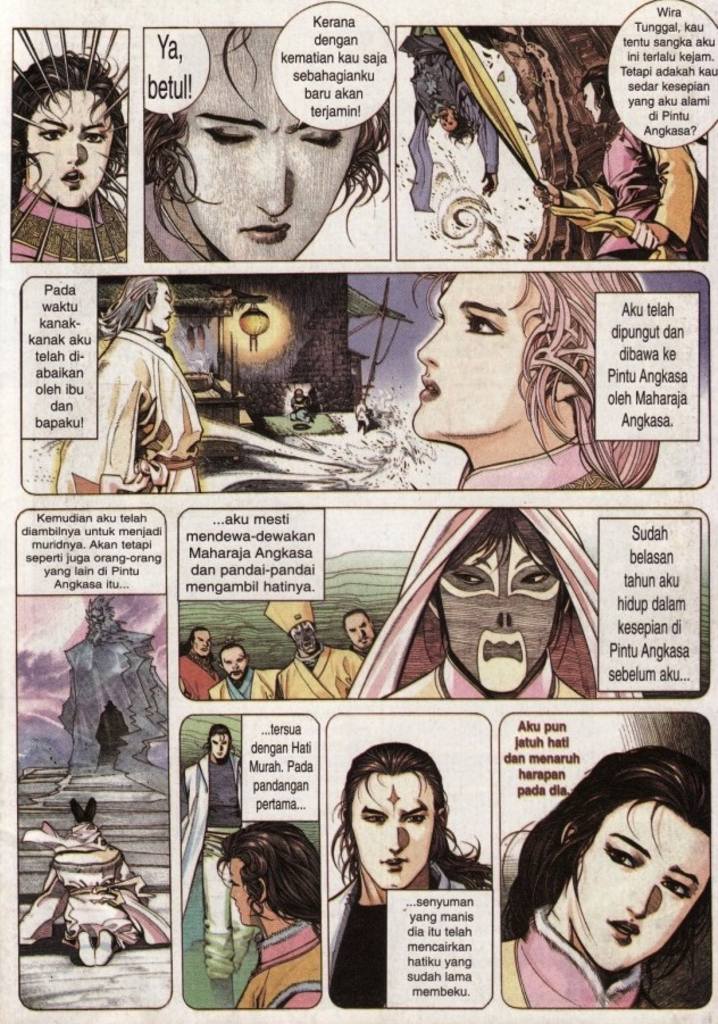 Ya,
betul!
Kerana
dengan
kematian kau saja
sebahagianku
baru akan
terjamin!
Wira
Tunggal, kau
tentu sangka aku
ini terlalu kejam.
Tetapi adakah kau
sedar kesepian
yang aku alami
di Pintu
Angkasa?
Pada
waktu
kanak-
kanak aku
telah di-
abaikan
oleh ibu
dan
bapaku!
Aku telah
dipungut dan
dibawa ke
Pintu Angkasa
oleh Maharaja
Angkasa.
Kemudian aku telah
diambilnya untuk menjadi
muridnya. Akan tetapi
seperti juga orang-orang
yang lain di Pintu
Angkasa itu...
...aku mesti
mendewa-dewakan
Maharaja Angkasa
dan pandai-pandai
mengambil hatinya.
Sudah
belasan
tahun aku
hidup dalam
kesepian di
Pintu Angkasa
sebelum aku...
...tersua
dengan Hati
Murah. Pada
pandangan
pertama...
...senyuman
yang manis
dia itu telah
mencairkan
hatiku yang
sudah lama
membeku.
Aku pun
jatuh hati
dan menaruh
harapan
pada dia.